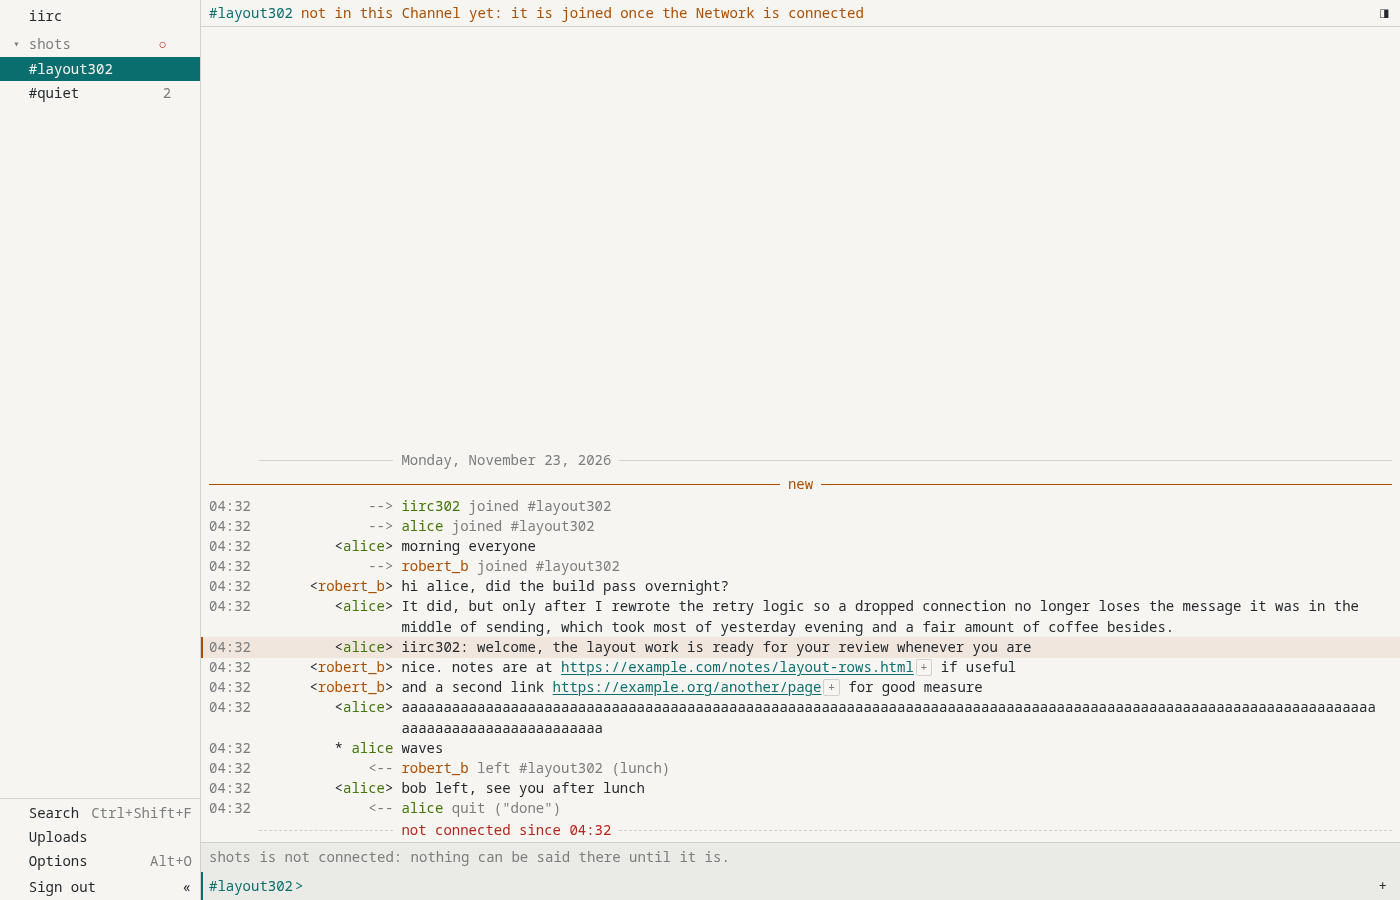 iirc
▾ shots ○
#layout302
#quiet 2
Search Ctrl+Shift+F
Uploads
Options Alt+O
Sign out «
#layout302 not in this Channel yet: it is joined once the Network is connected
Monday, November 23, 2026
new
04:32 --> iirc302 joined #layout302
04:32 --> alice joined #layout302
04:32 <alice> morning everyone
04:32 --> robert_b joined #layout302
04:32 <robert_b> hi alice, did the build pass overnight?
04:32 <alice> It did, but only after I rewrote the retry logic so a dropped connection no longer loses the message it was in the
middle of sending, which took most of yesterday evening and a fair amount of coffee besides.
04:32 <alice> iirc302: welcome, the layout work is ready for your review whenever you are
04:32 <robert_b> nice. notes are at https://example.com/notes/layout-rows.html + if useful
04:32 <robert_b> and a second link https://example.org/another/page + for good measure
04:32 <alice> aaaaaaaaaaaaaaaaaaaaaaaaaaaaaaaaaaaaaaaaaaaaaaaaaaaaaaaaaaaaaaaaaaaaaaaaaaaaaaaaaaaaaaaaaaaaaaaaaaaaaaaaaaaaaaaaaaaa
aaaaaaaaaaaaaaaaaaaaaaaa
04:32 * alice waves
04:32 <-- robert_b left #layout302 (lunch)
04:32 <alice> bob left, see you after lunch
04:32 <-- alice quit ("done")
not connected since 04:32
shots is not connected: nothing can be said there until it is.
#layout302> +